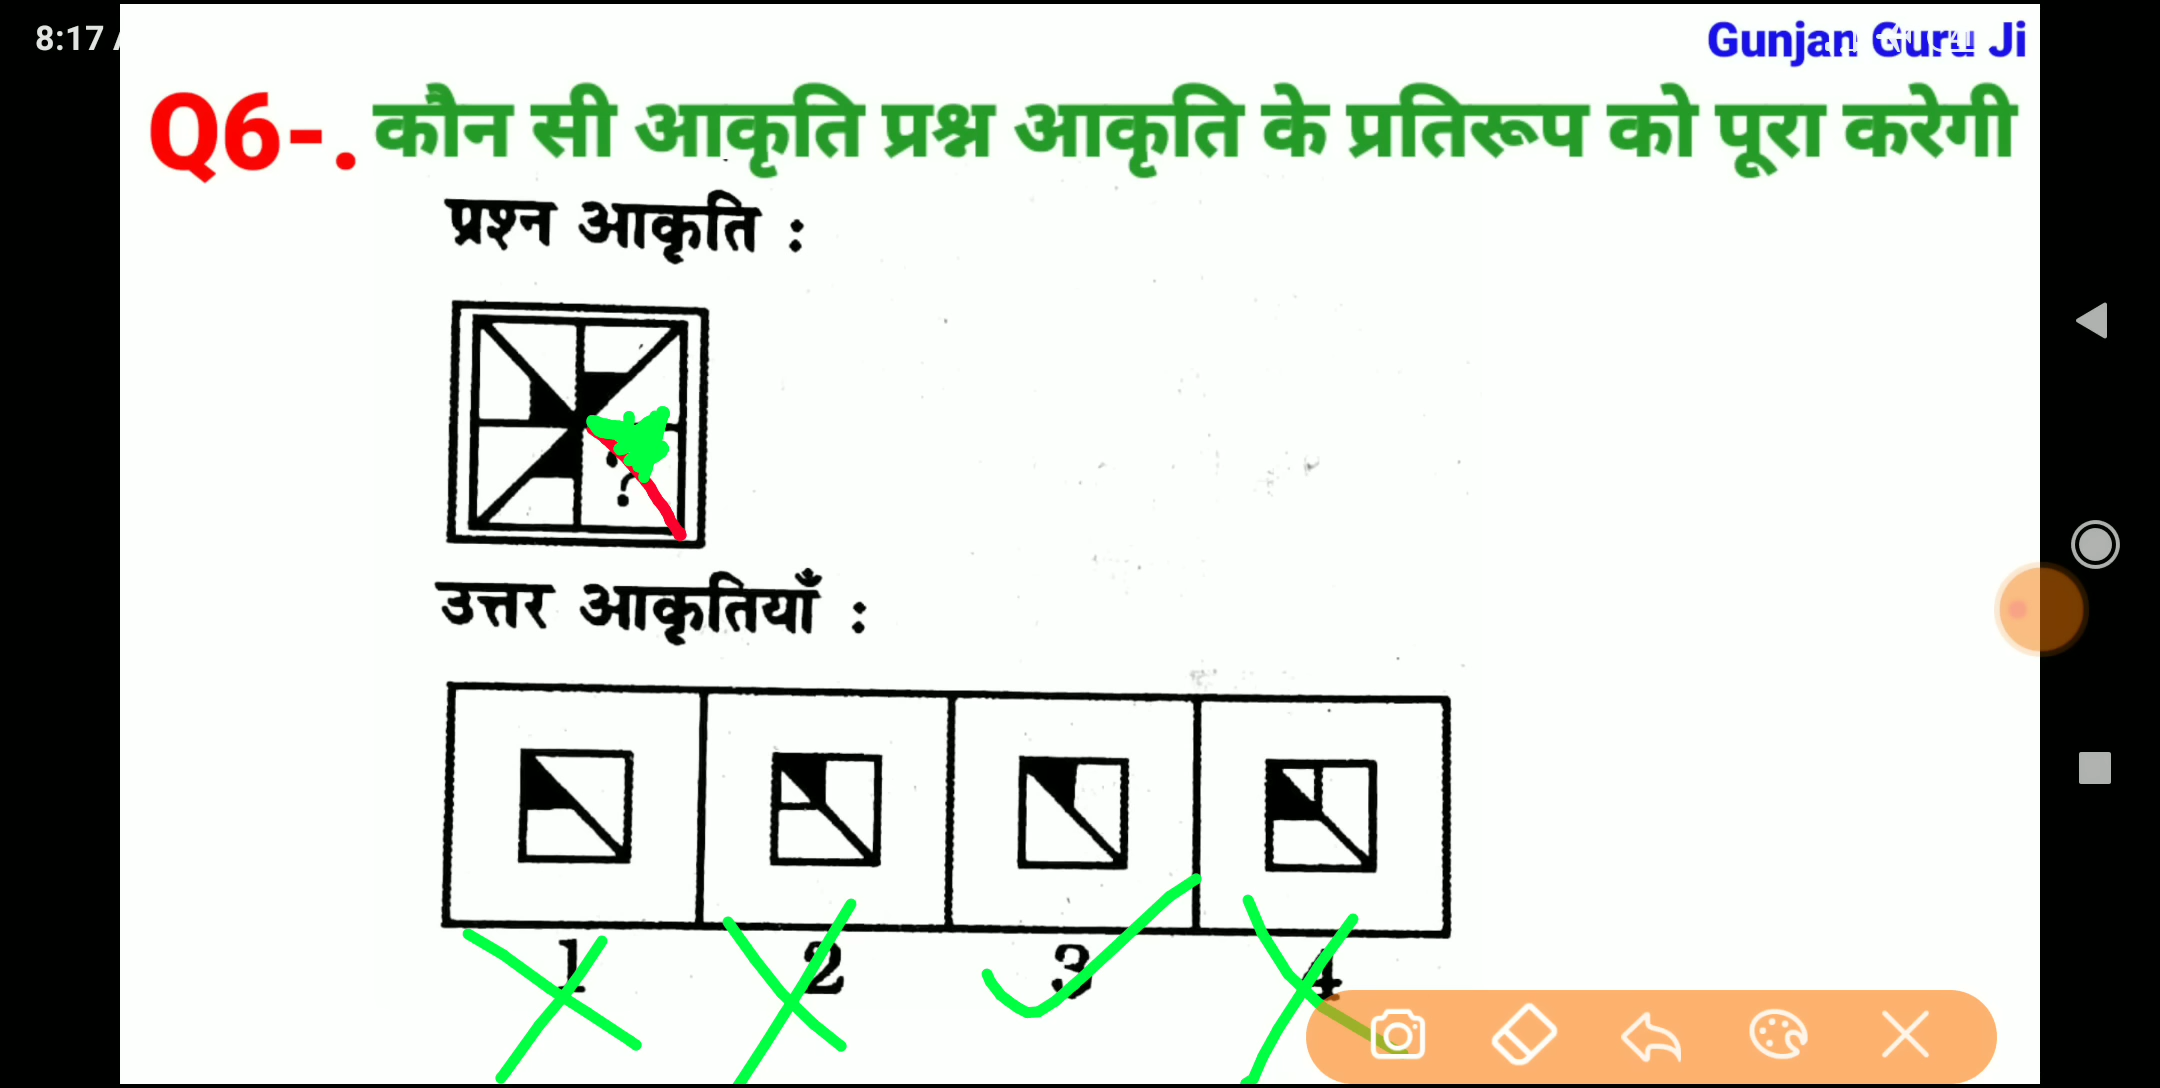 8:17
Gunjan Guru Ji
Q6-. कौन सी आकृति प्रश्न आकृति के प्रतिरूप को पूरा करेगी
प्रश्न आकृति :
?
उत्तर आकृतियाँ :
1 2 3 4